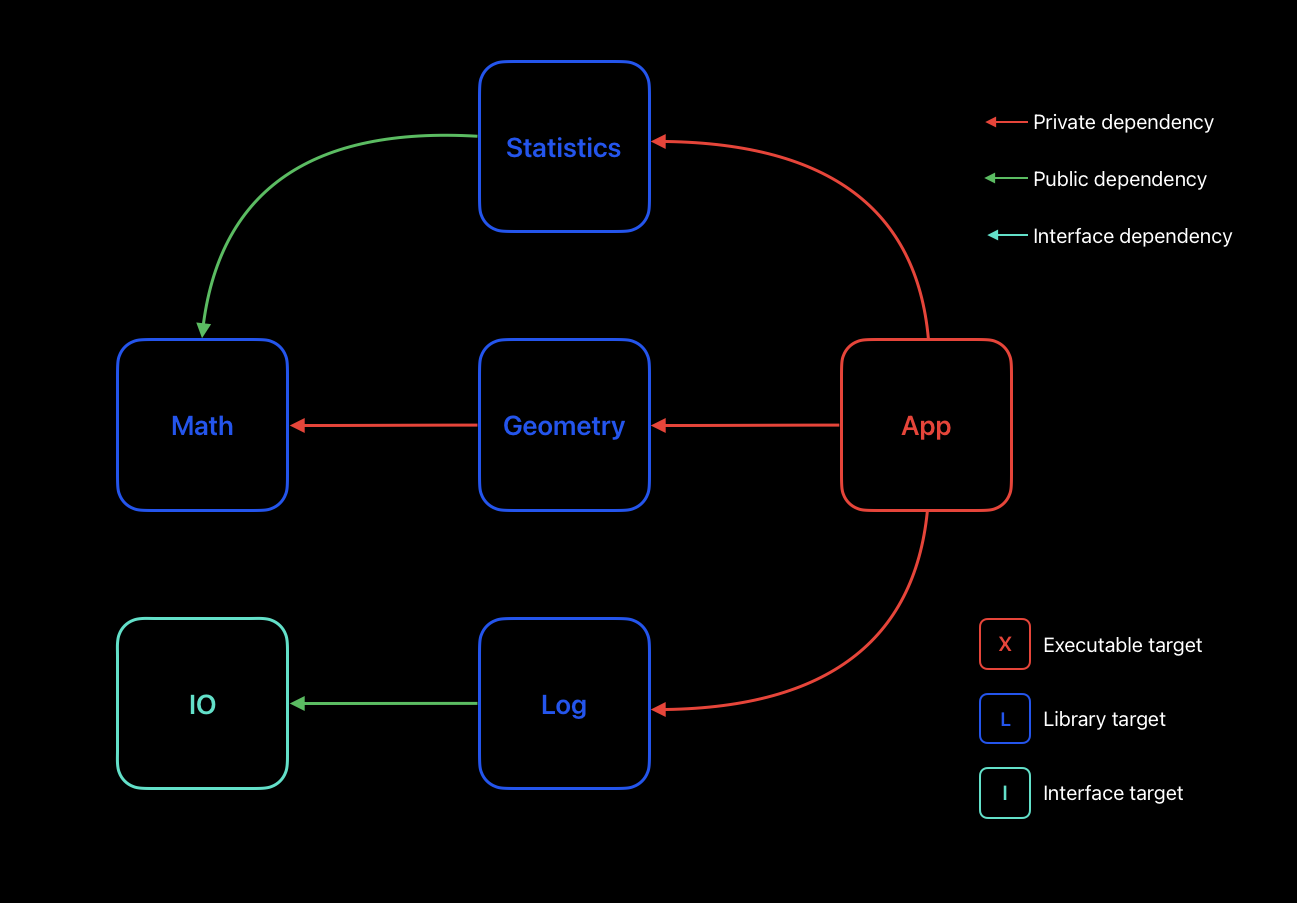 Statistics
Private dependency
Public dependency
Interface dependency
Math
Geometry
App
IO
Log
X Executable target
L Library target
I Interface target